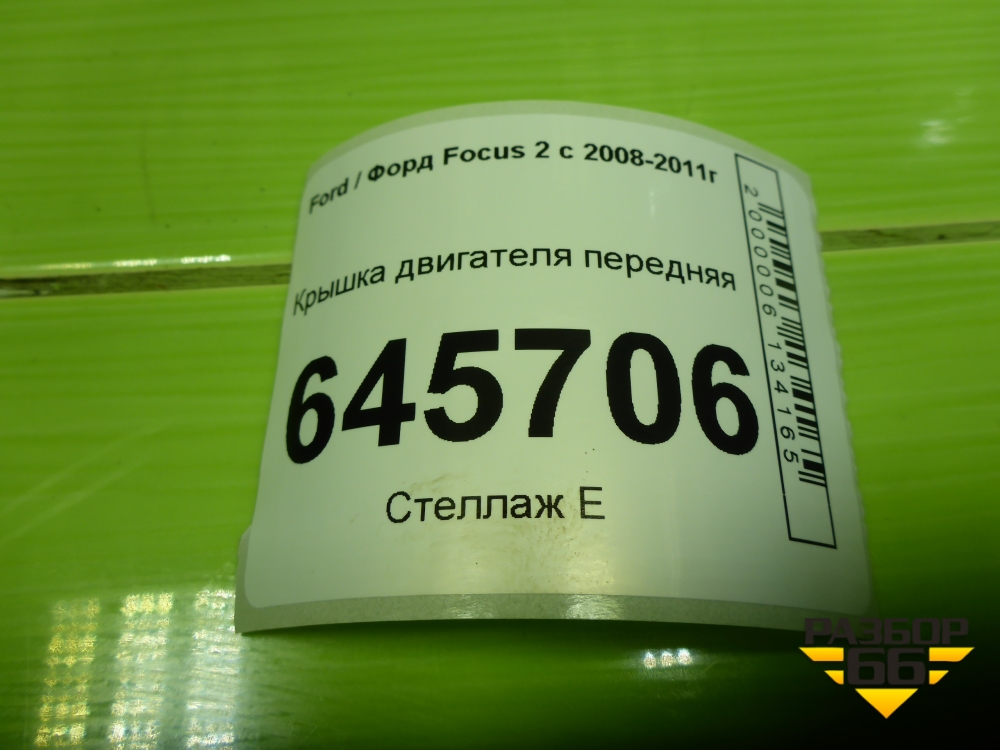 Ford / Форд Focus 2 с 2008-2011г
Крышка двигателя передняя
645706
Стеллаж Е
2000006134165
РАЗБОР
66